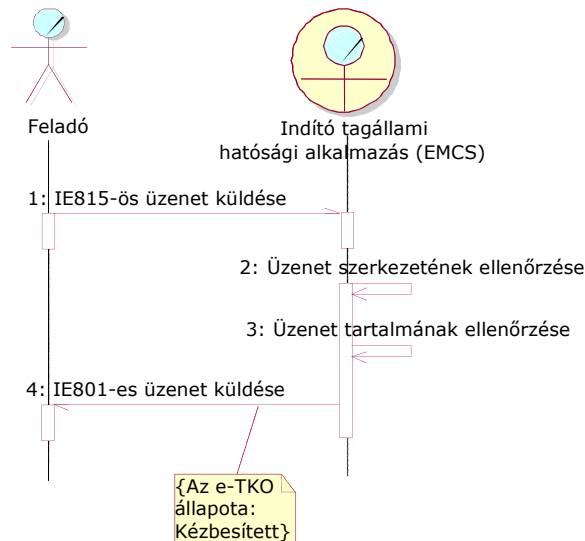 Feladó
Indító tagállami
hatósági alkalmazás (EMCS)
1: IE815-ös üzenet küldése
2: Üzenet szerkezetének ellenőrzése
3: Üzenet tartalmának ellenőrzése
4: IE801-es üzenet küldése
{Az e-TKO
állapota:
Kézbesített}